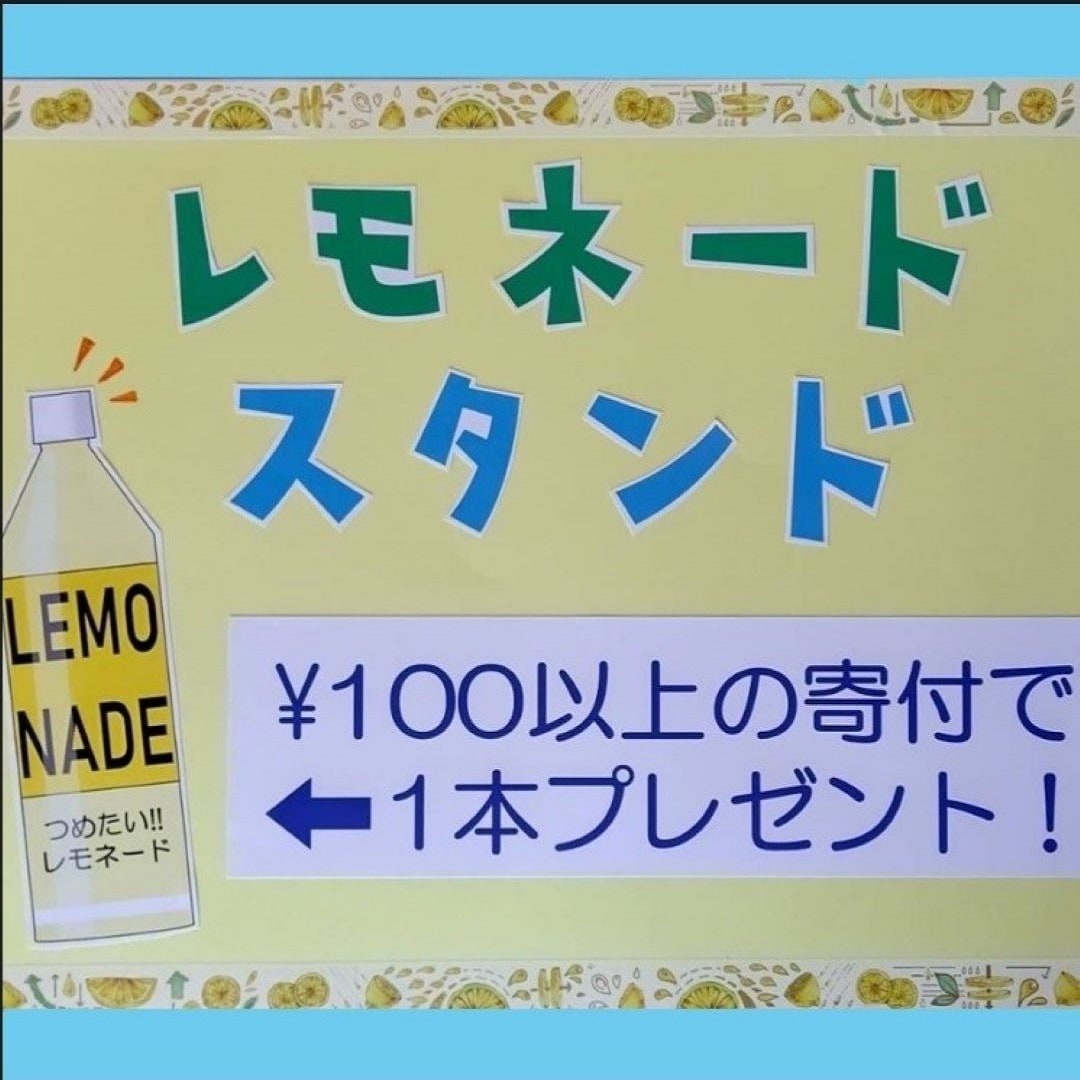 レモネード
スタンド
LEMO
NADE
つめたい!!
レモネード
¥100以上の寄付で
←1本プレゼント！